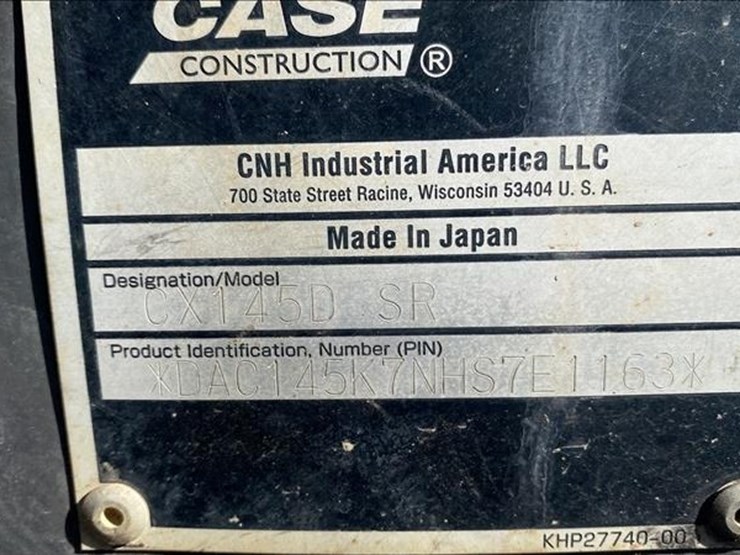 CASE
CONSTRUCTION ®
CNH Industrial America LLC
700 State Street Racine, Wisconsin 53404 U. S. A.
Made In Japan
Designation/Model
CX145D SR
Product Identification, Number (PIN)
*DAC145K7NHS7E1163*
KHP27740-00